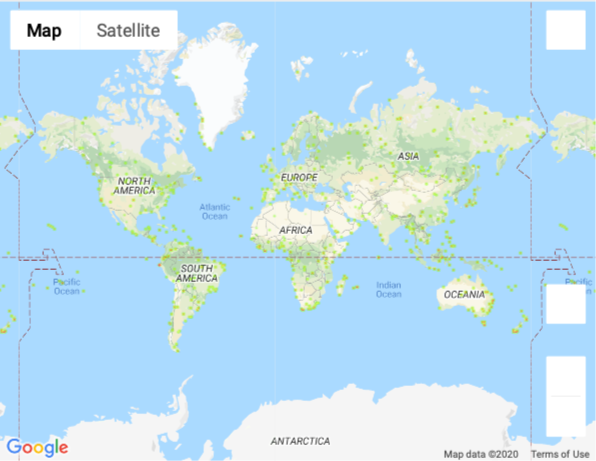 Map Satellite
ASIA
NORTH
AMERICA
EUROPE
Atlantic
Ocean
AFRICA
SOUTH
AMERICA
Pacific
Ocean
Indian
Ocean
OCEANIA
Pacific
Ocean
ANTARCTICA
Google
Map data ©2020 Terms of Use